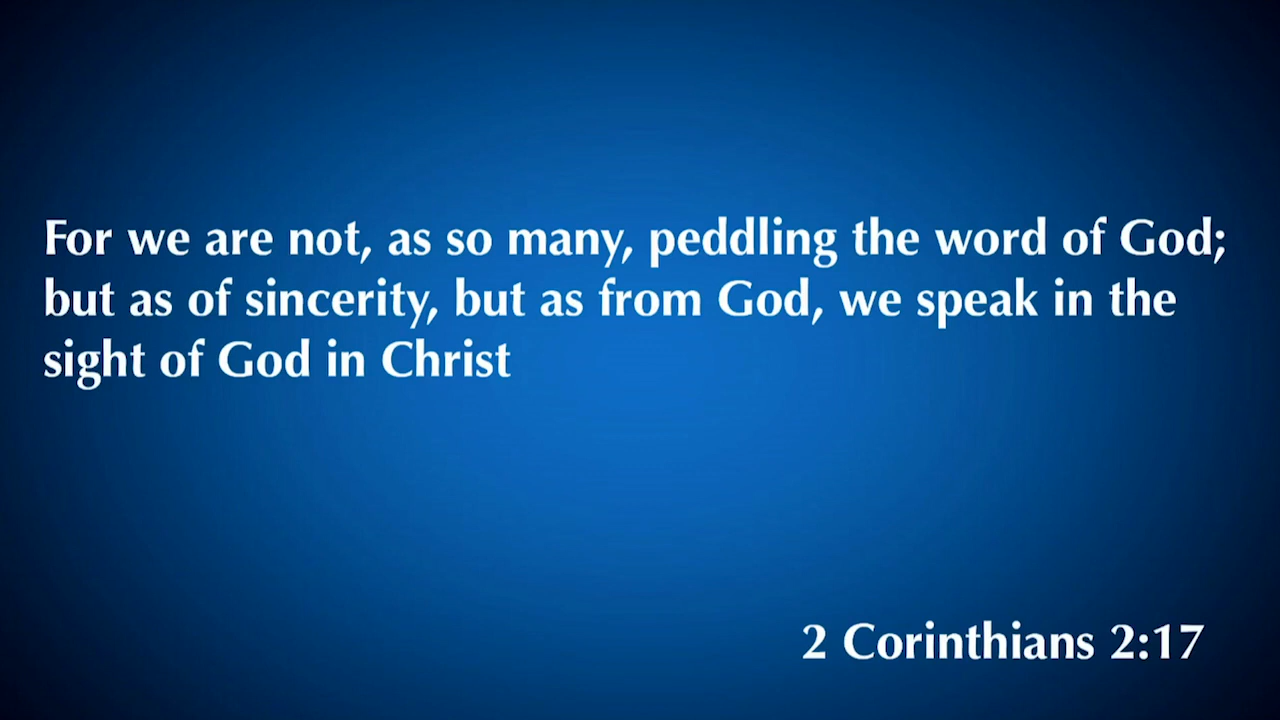 For we are not, as so many, peddling the word of God;
but as of sincerity, but as from God, we speak in the
sight of God in Christ
2 Corinthians 2:17